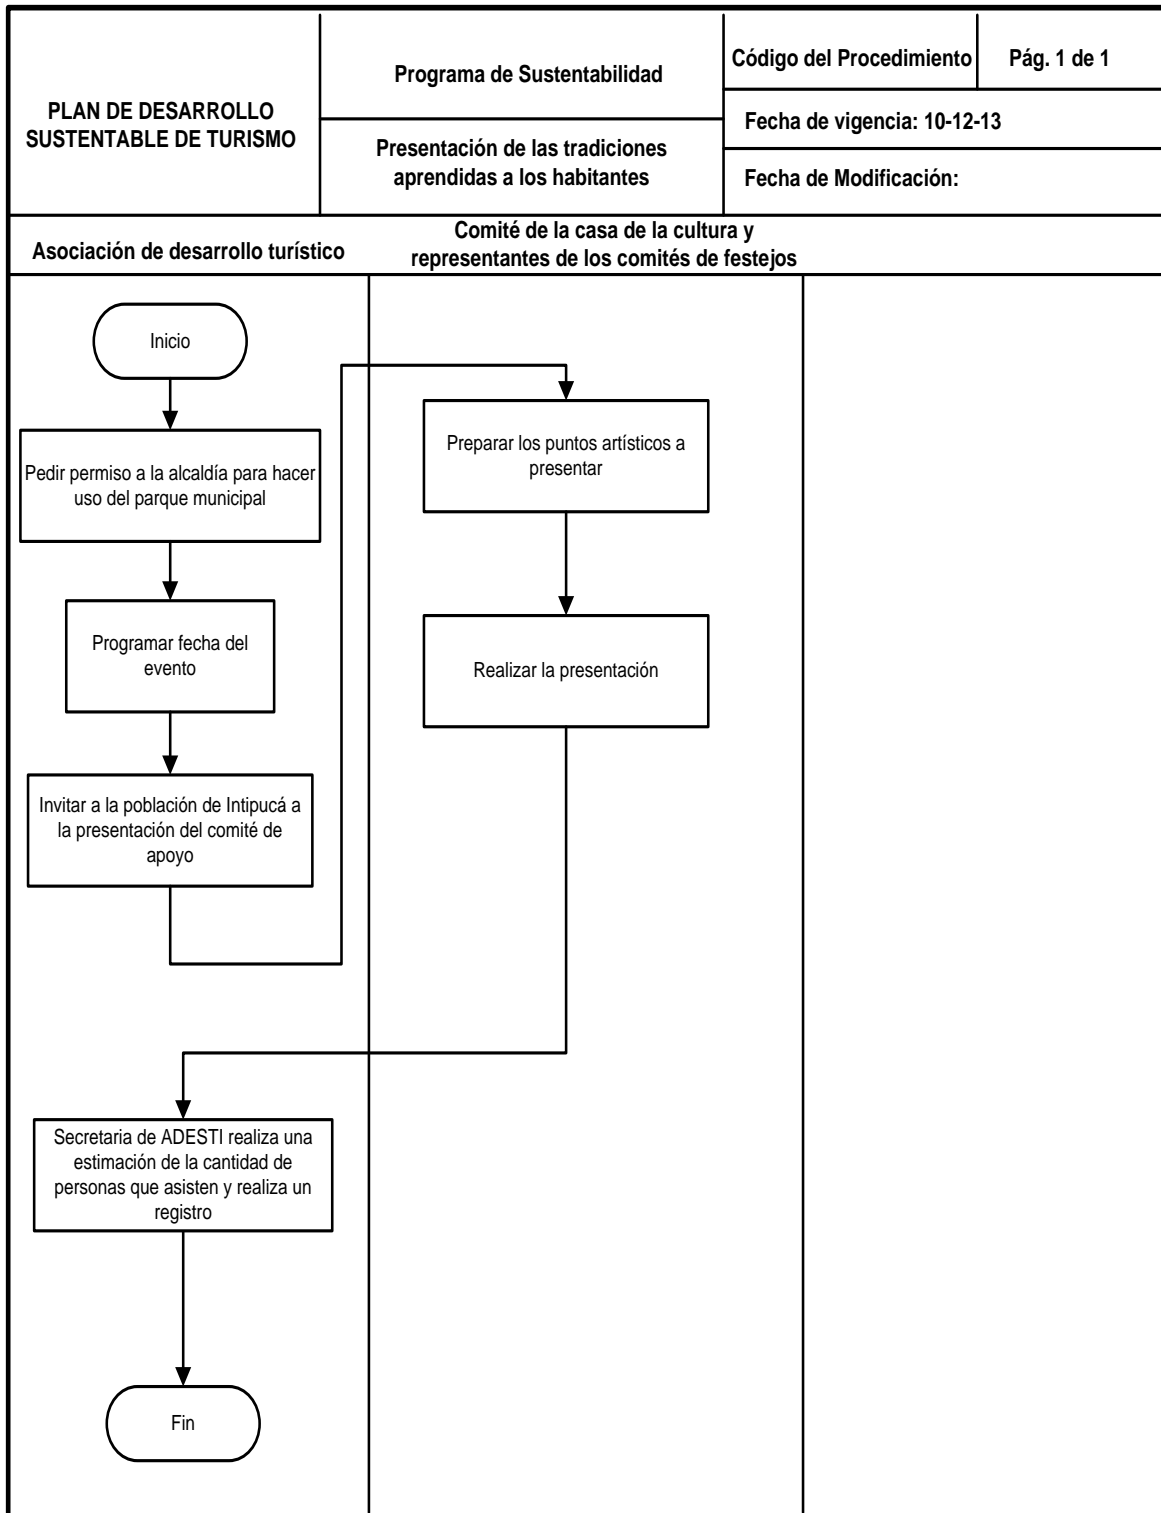 PLAN DE DESARROLLO
SUSTENTABLE DE TURISMO
Programa de Sustentabilidad
Presentación de las tradiciones
aprendidas a los habitantes
Código del Procedimiento
Pág. 1 de 1
Fecha de vigencia: 10-12-13
Fecha de Modificación:
Asociación de desarrollo turístico
Comité de la casa de la cultura y
representantes de los comités de festejos
Inicio
Pedir permiso a la alcaldía para hacer
uso del parque municipal
Programar fecha del
evento
Invitar a la población de Intipucá a
la presentación del comité de
apoyo
Preparar los puntos artísticos a
presentar
Realizar la presentación
Secretaria de ADESTI realiza una
estimación de la cantidad de
personas que asisten y realiza un
registro
Fin